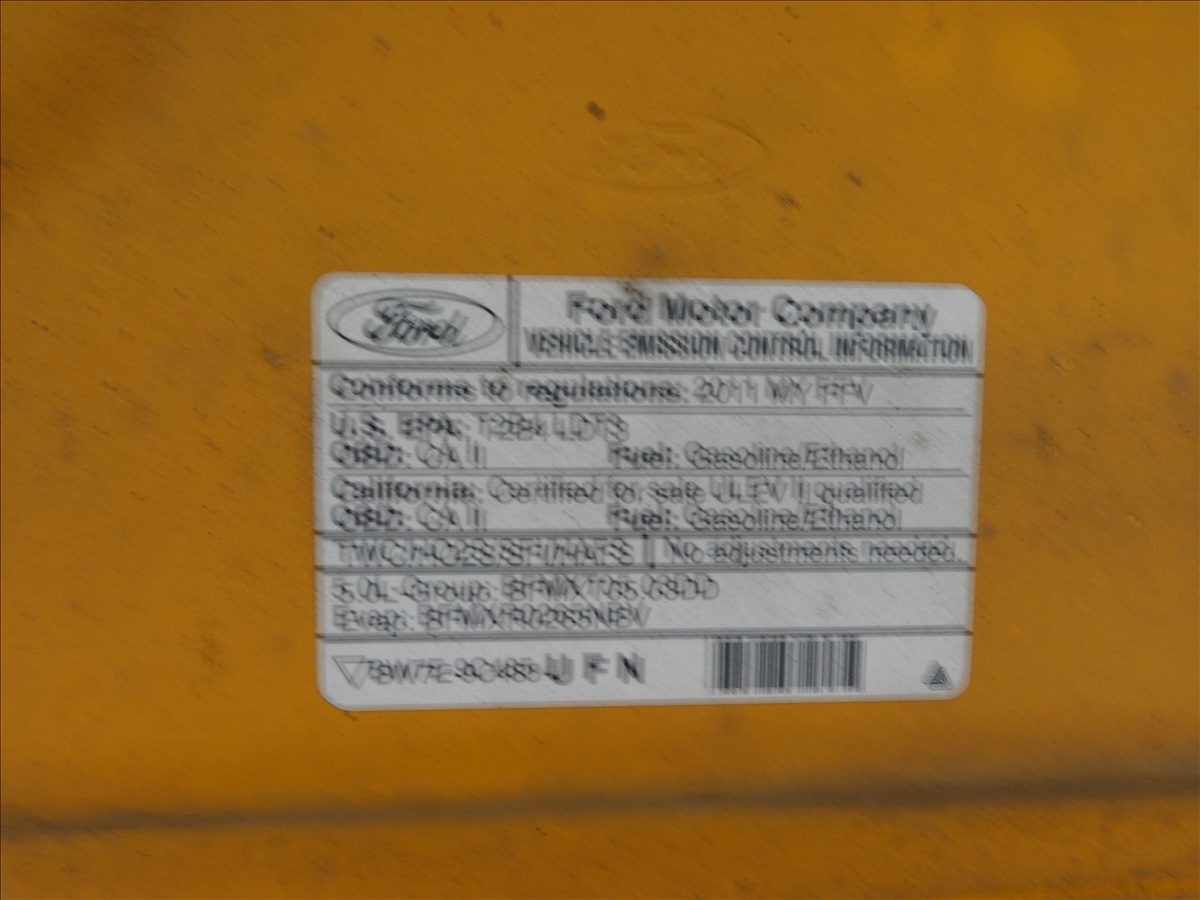 Ford
Ford Motor Company
VEHICLE EMISSION CONTROL INFORMATION
Conforms to regulations: 2011 MY FFV
U.S. EPA: T2B4 LDT3
OBD: CA II Fuel: Gasoline/Ethanol
California: Certified for sale ULEV II qualified
OBD: CA II Fuel: Gasoline/Ethanol
No adjustments needed.
Group:
Evap:
U F N